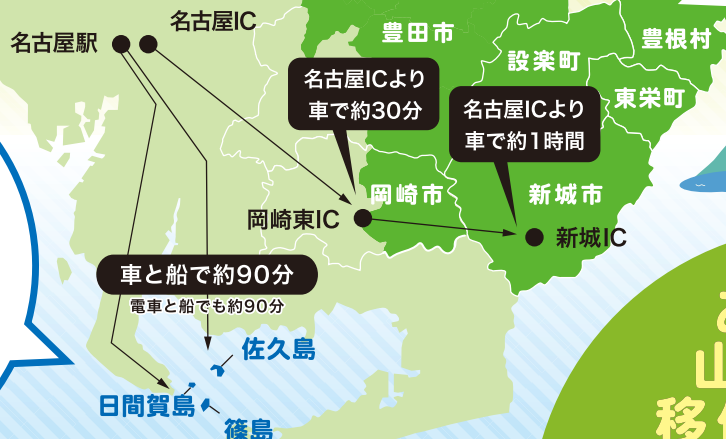 名古屋IC
名古屋駅
豊田市
豊根村
設楽町
東栄町
名古屋ICより
車で約30分
名古屋ICより
車で約1時間
岡崎市
新城市
岡崎東IC
新城IC
車と船で約90分
電車と船でも約90分
佐久島
日間賀島
篠島
山
移